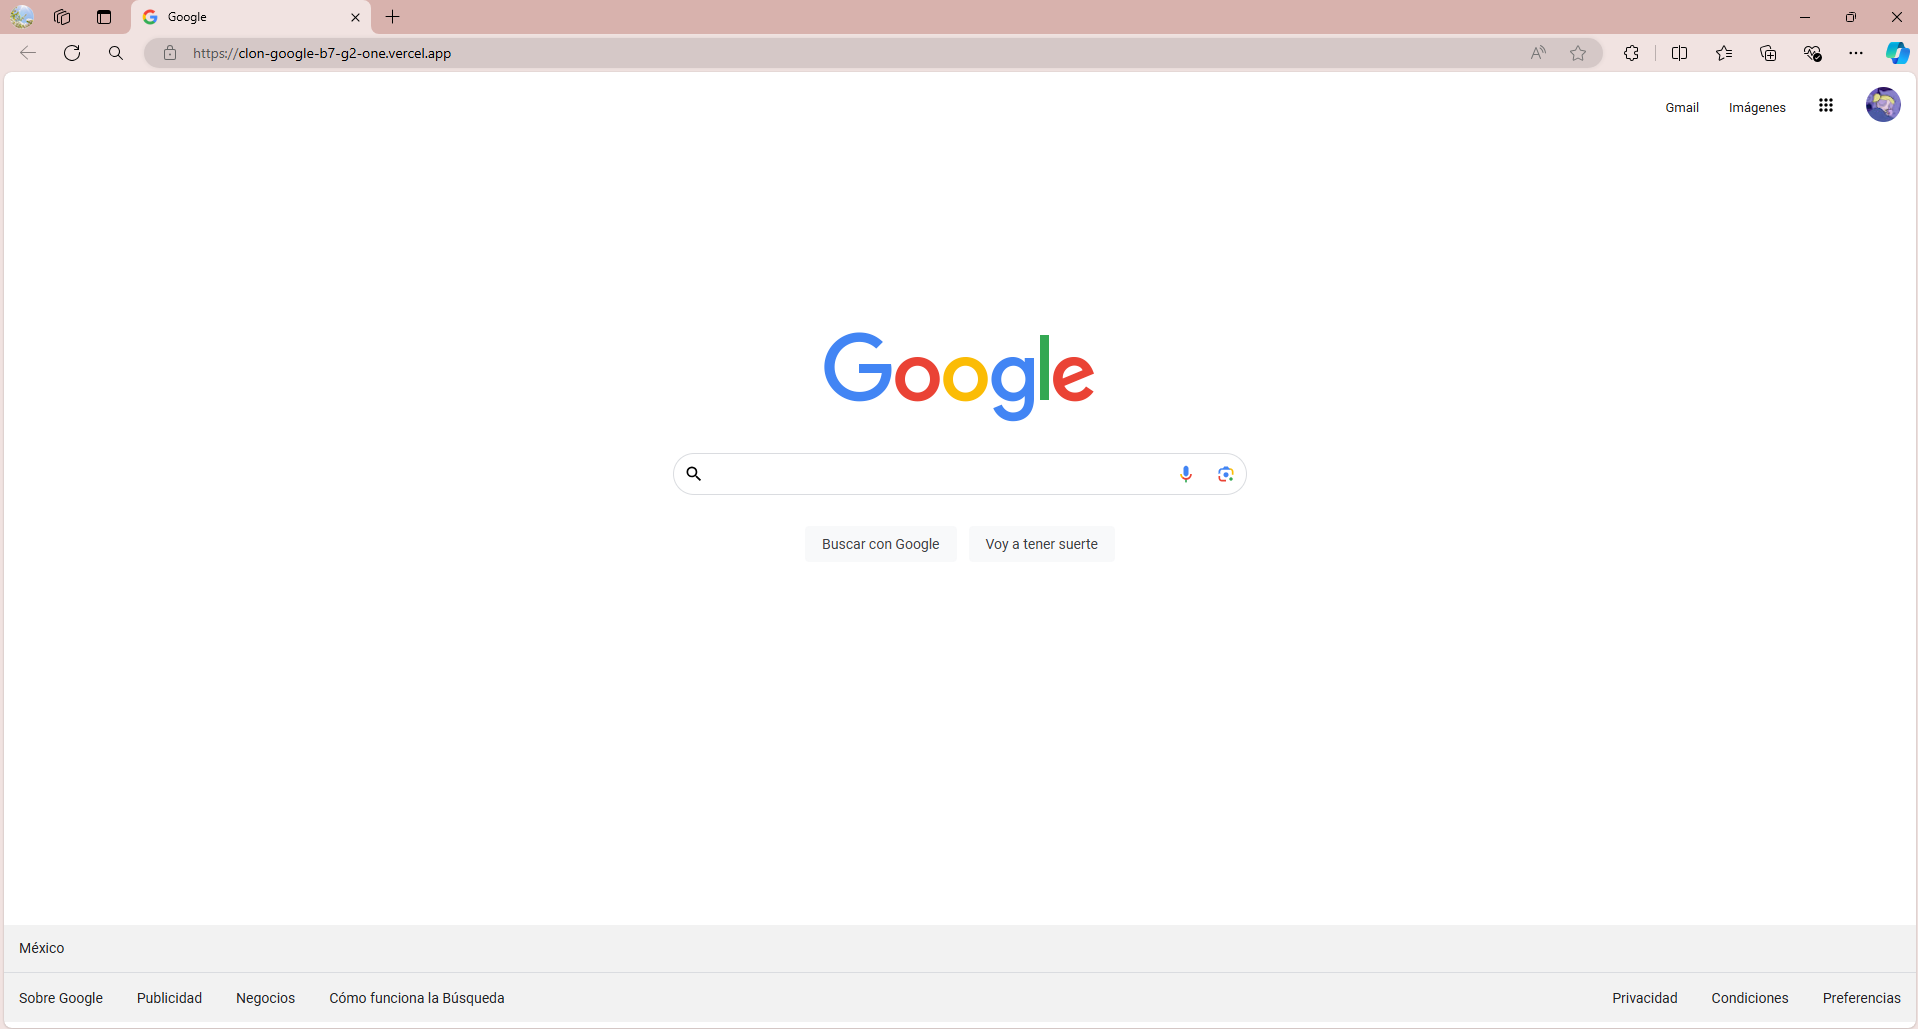 Google
https://clon-google-b7-g2-one.vercel.app
Gmail Imágenes
Google
Buscar con Google Voy a tener suerte
México
Sobre Google Publicidad Negocios Cómo funciona la Búsqueda Privacidad Condiciones Preferencias